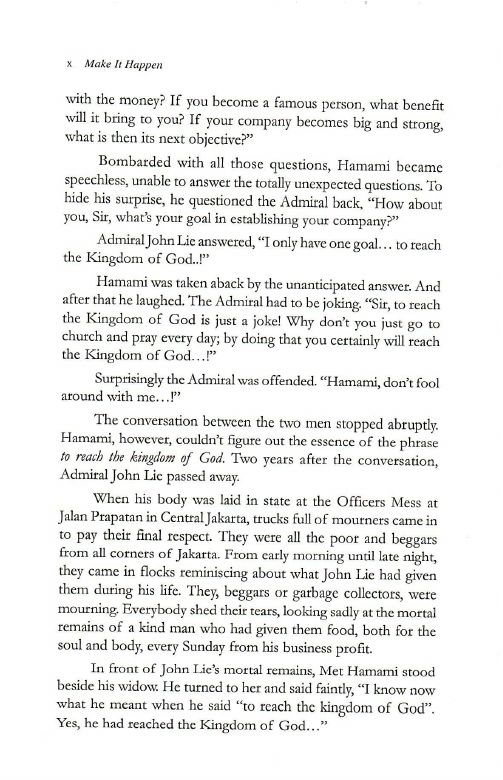 x Make It Happen
with the money? If you become a famous person, what benefit
will it bring to you? If your company becomes big and strong,
what is then its next objective?”
Bombarded with all those questions, Hamami became
speechless, unable to answer the totally unexpected questions. To
hide his surprise, he questioned the Admiral back, “How about
you, Sir, what’s your goal in establishing your company?”
Admiral John Lie answered, “I only have one goal… to reach
the Kingdom of God..!”
Hamami was taken aback by the unanticipated answer. And
after that he laughed. The Admiral had to be joking. “Sir, to reach
the Kingdom of God is just a joke! Why don’t you just go to
church and pray every day; by doing that you certainly will reach
the Kingdom of God…!”
Surprisingly the Admiral was offended. “Hamami, don’t fool
around with me…!”
The conversation between the two men stopped abruptly.
Hamami, however, couldn’t figure out the essence of the phrase
to reach the kingdom of God. Two years after the conversation,
Admiral John Lie passed away.
When his body was laid in state at the Officers Mess at
Jalan Prapatan in Central Jakarta, trucks full of mourners came in
to pay their final respect. They were all the poor and beggars
from all corners of Jakarta. From early morning until late night,
they came in flocks reminiscing about what John Lie had given
them during his life. They, beggars or garbage collectors, were
mourning. Everybody shed their tears, looking sadly at the mortal
remains of a kind man who had given them food, both for the
soul and body, every Sunday from his business profit.
In front of John Lie’s mortal remains, Met Hamami stood
beside his widow. He turned to her and said faintly, “I know now
what he meant when he said “to reach the kingdom of God”.
Yes, he had reached the Kingdom of God…”